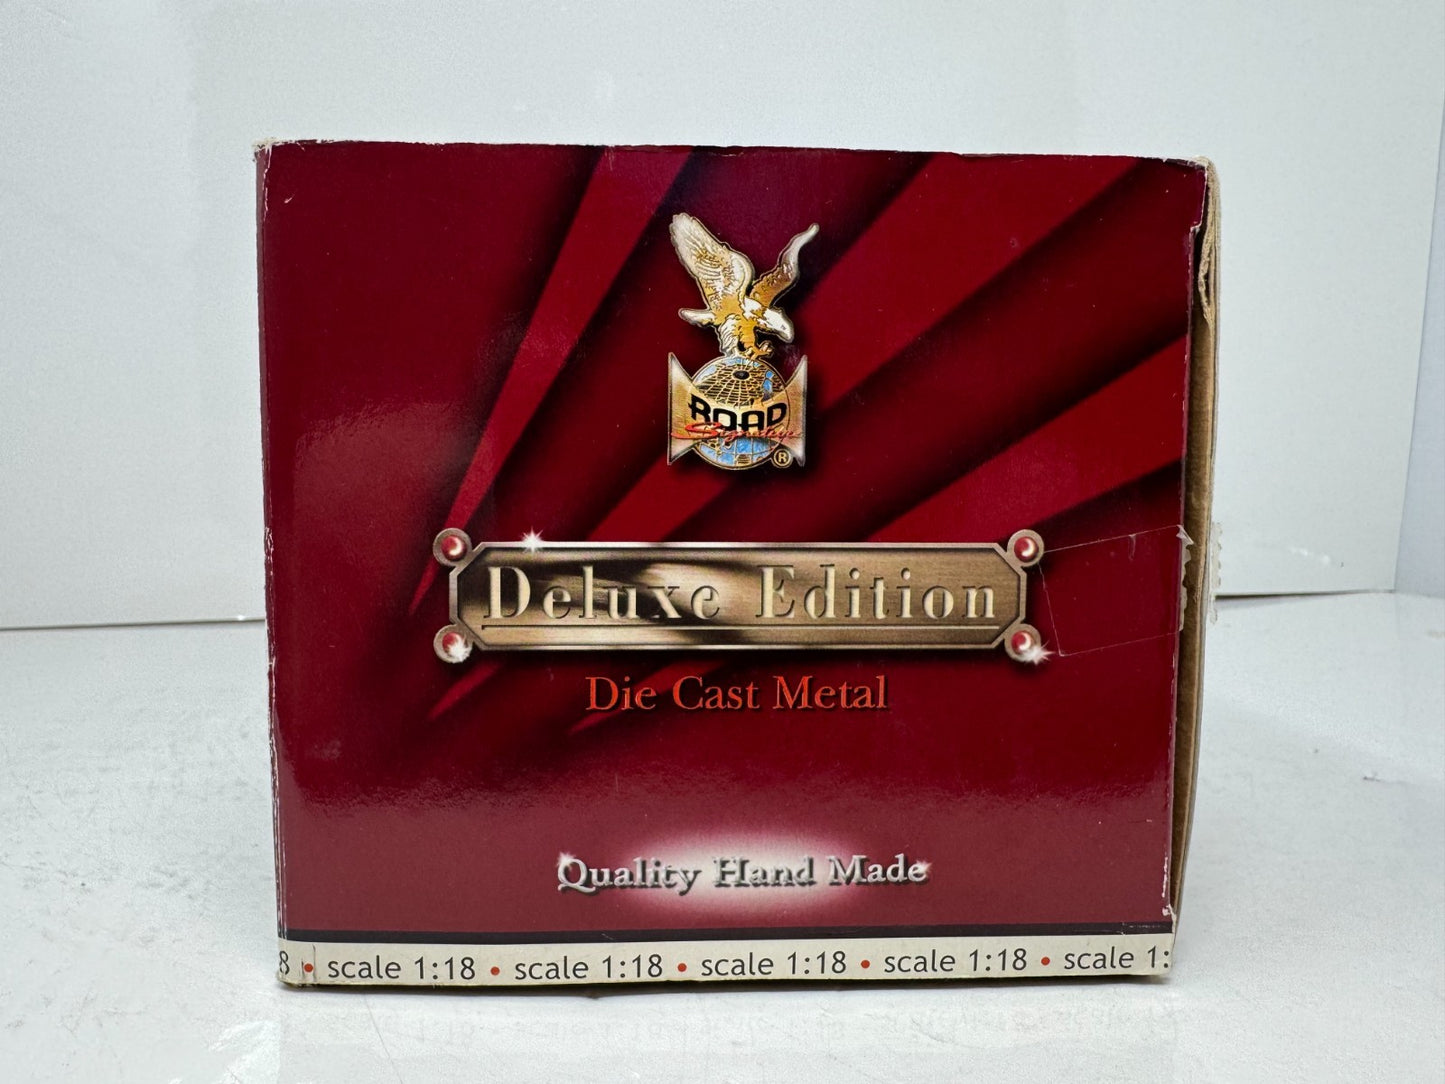 ROAD
Signature
®
Deluxe Edition
Die Cast Metal
Quality Hand Made
8 • scale 1:18 • scale 1:18 • scale 1:18 • scale 1:18 • scale 1: